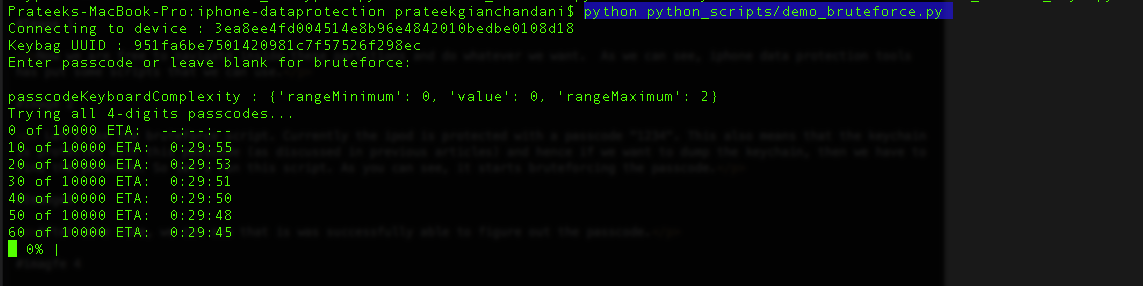 Prateeks-MacBook-Pro:iphone-dataprotection prateekgianchandani$ python python_scripts/demo_bruteforce.py
Connecting to device : 3ea8ee4fd004514e8b96e4842010bedbe0108d18
Keybag UUID : 951fa6be7501420981c7f57526f298ec
Enter passcode or leave blank for bruteforce:
passcodeKeyboardComplexity : {'rangeMinimum': 0, 'value': 0, 'rangeMaximum': 2}
Trying all 4-digits passcodes...
0 of 10000 ETA:  --:--:--
10 of 10000 ETA:  0:29:55
20 of 10000 ETA:  0:29:53
30 of 10000 ETA:  0:29:51
40 of 10000 ETA:  0:29:50
50 of 10000 ETA:  0:29:48
60 of 10000 ETA:  0:29:45
0% |